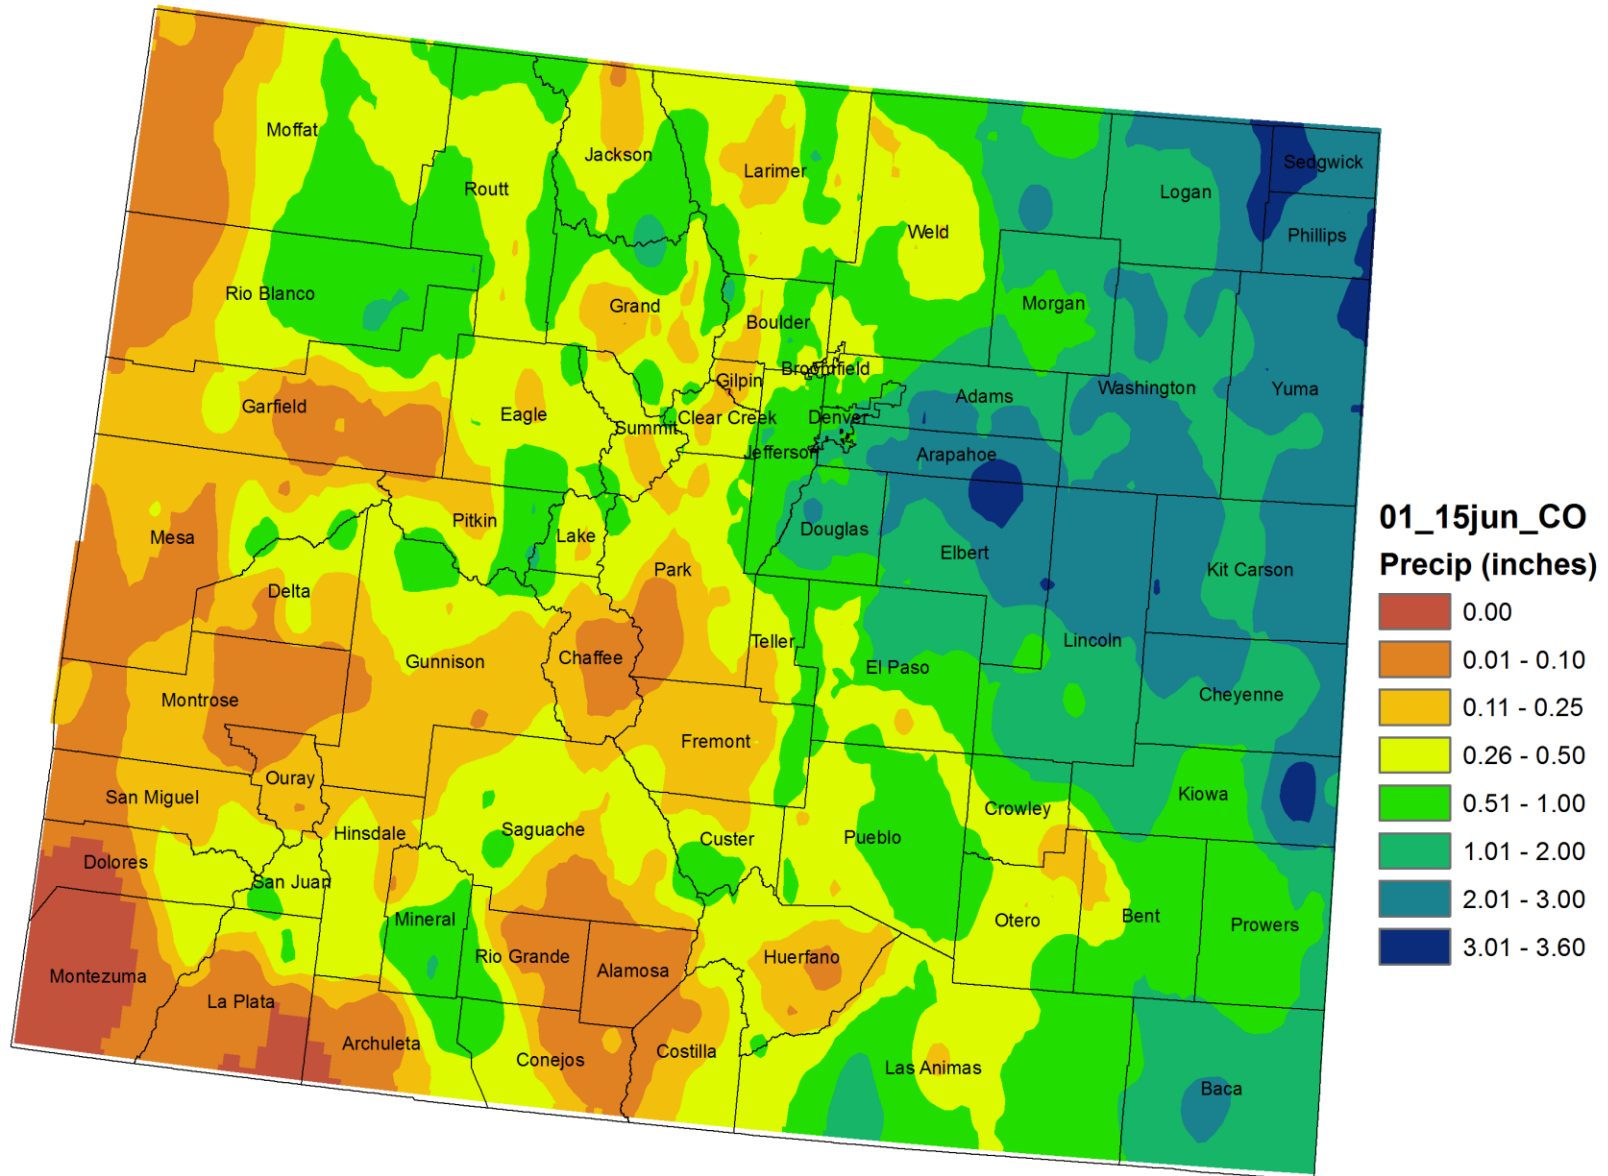 Moffat
Routt
Jackson
Larimer
Weld
Logan
Sedgwick
Phillips
Rio Blanco
Grand
Boulder
Morgan
Gilpin
Broomfield
Garfield
Eagle
Summit
Clear Creek
Denver
Adams
Washington
Yuma
Jefferson
Arapahoe
Mesa
Pitkin
Lake
Douglas
Elbert
Kit Carson
Delta
Park
Gunnison
Chaffee
Teller
El Paso
Lincoln
Montrose
Cheyenne
Fremont
Ouray
San Miguel
Hinsdale
Saguache
Custer
Pueblo
Crowley
Kiowa
Dolores
San Juan
Mineral
Rio Grande
Alamosa
Huerfano
Otero
Bent
Prowers
Montezuma
La Plata
Archuleta
Conejos
Costilla
Las Animas
Baca
01_15jun_CO
Precip (inches)
0.00
0.01 - 0.10
0.11 - 0.25
0.26 - 0.50
0.51 - 1.00
1.01 - 2.00
2.01 - 3.00
3.01 - 3.60